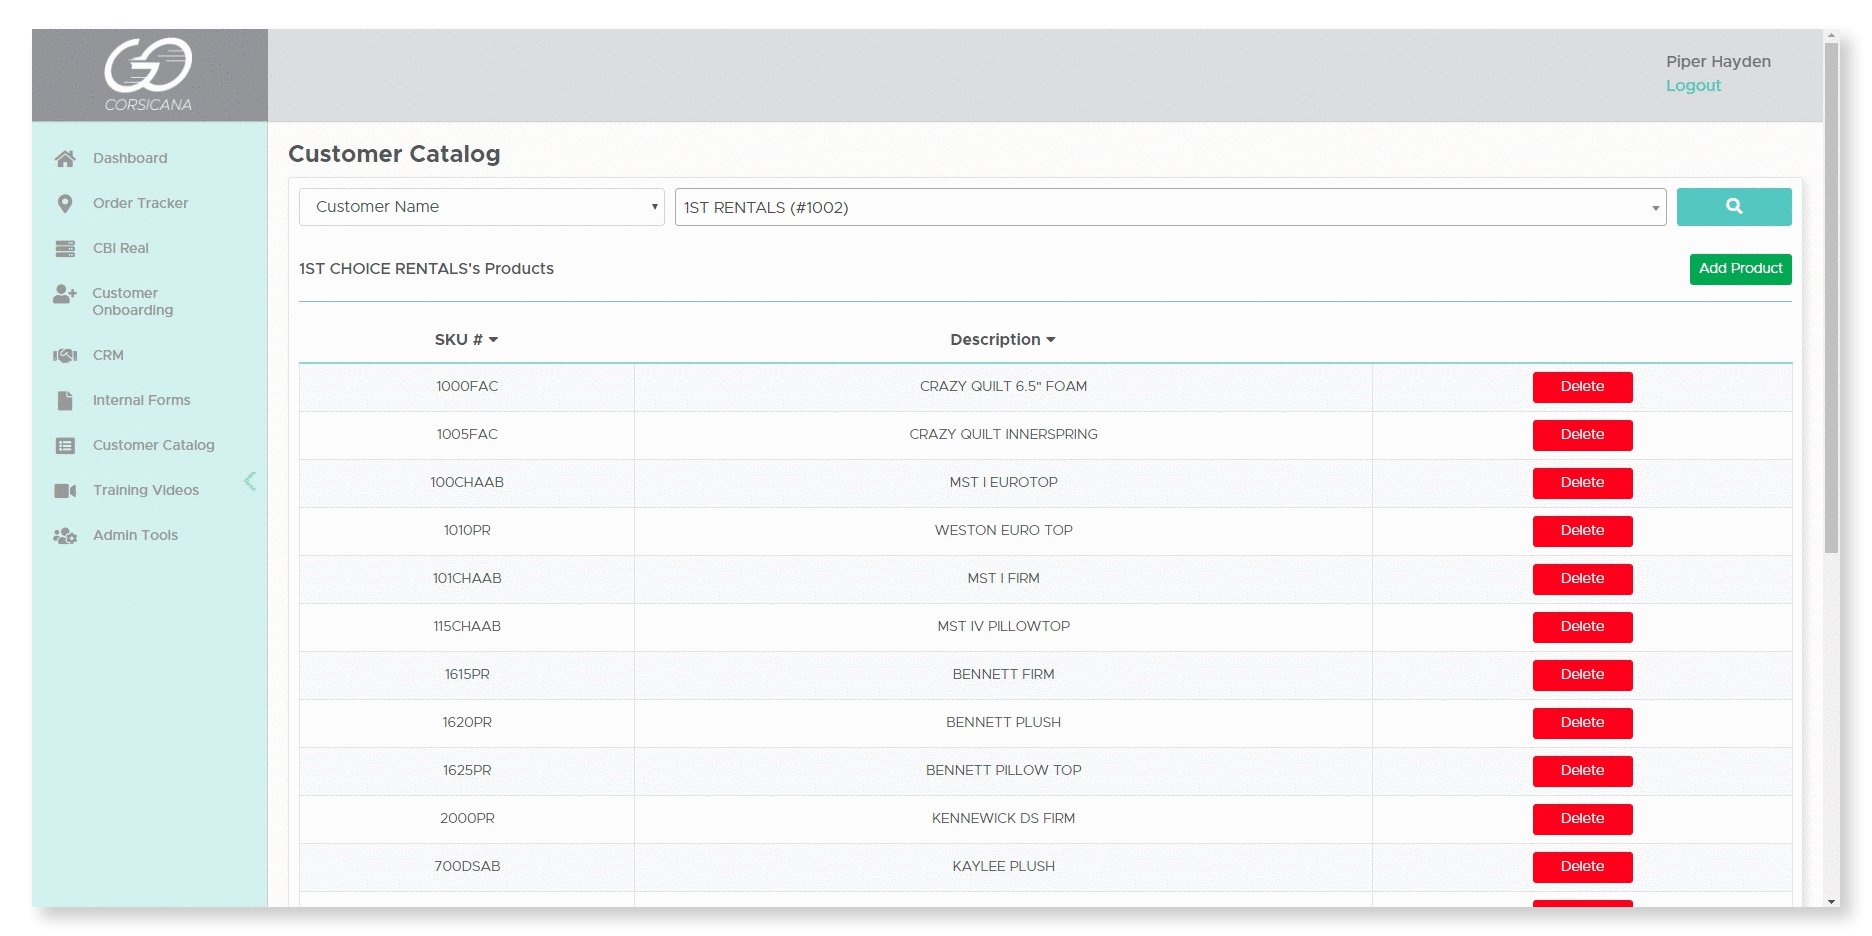 GO
CORSICANA
Piper Hayden
Logout
Dashboard
Order Tracker
CBI Real
Customer
Onboarding
CRM
Internal Forms
Customer Catalog
Training Videos
Admin Tools
Customer Catalog
Customer Name
1ST RENTALS (#1002)
1ST CHOICE RENTALS's Products
Add Product
SKU # Description
1000FAC CRAZY QUILT 6.5" FOAM Delete
1005FAC CRAZY QUILT INNERSPRING Delete
100CHAAB MST I EUROTOP Delete
1010PR WESTON EURO TOP Delete
101CHAAB MST I FIRM Delete
115CHAAB MST IV PILLOWTOP Delete
1615PR BENNETT FIRM Delete
1620PR BENNETT PLUSH Delete
1625PR BENNETT PILLOW TOP Delete
2000PR KENNEWICK DS FIRM Delete
700DSAB KAYLEE PLUSH Delete